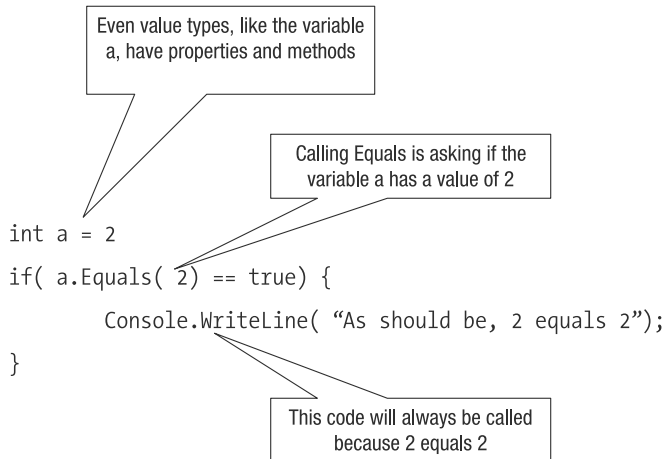 Even value types, like the variable
a, have properties and methods
Calling Equals is asking if the
variable a has a value of 2
int a = 2
if( a.Equals( 2) == true) {
Console.WriteLine( “As should be, 2 equals 2”);
}
This code will always be called
because 2 equals 2